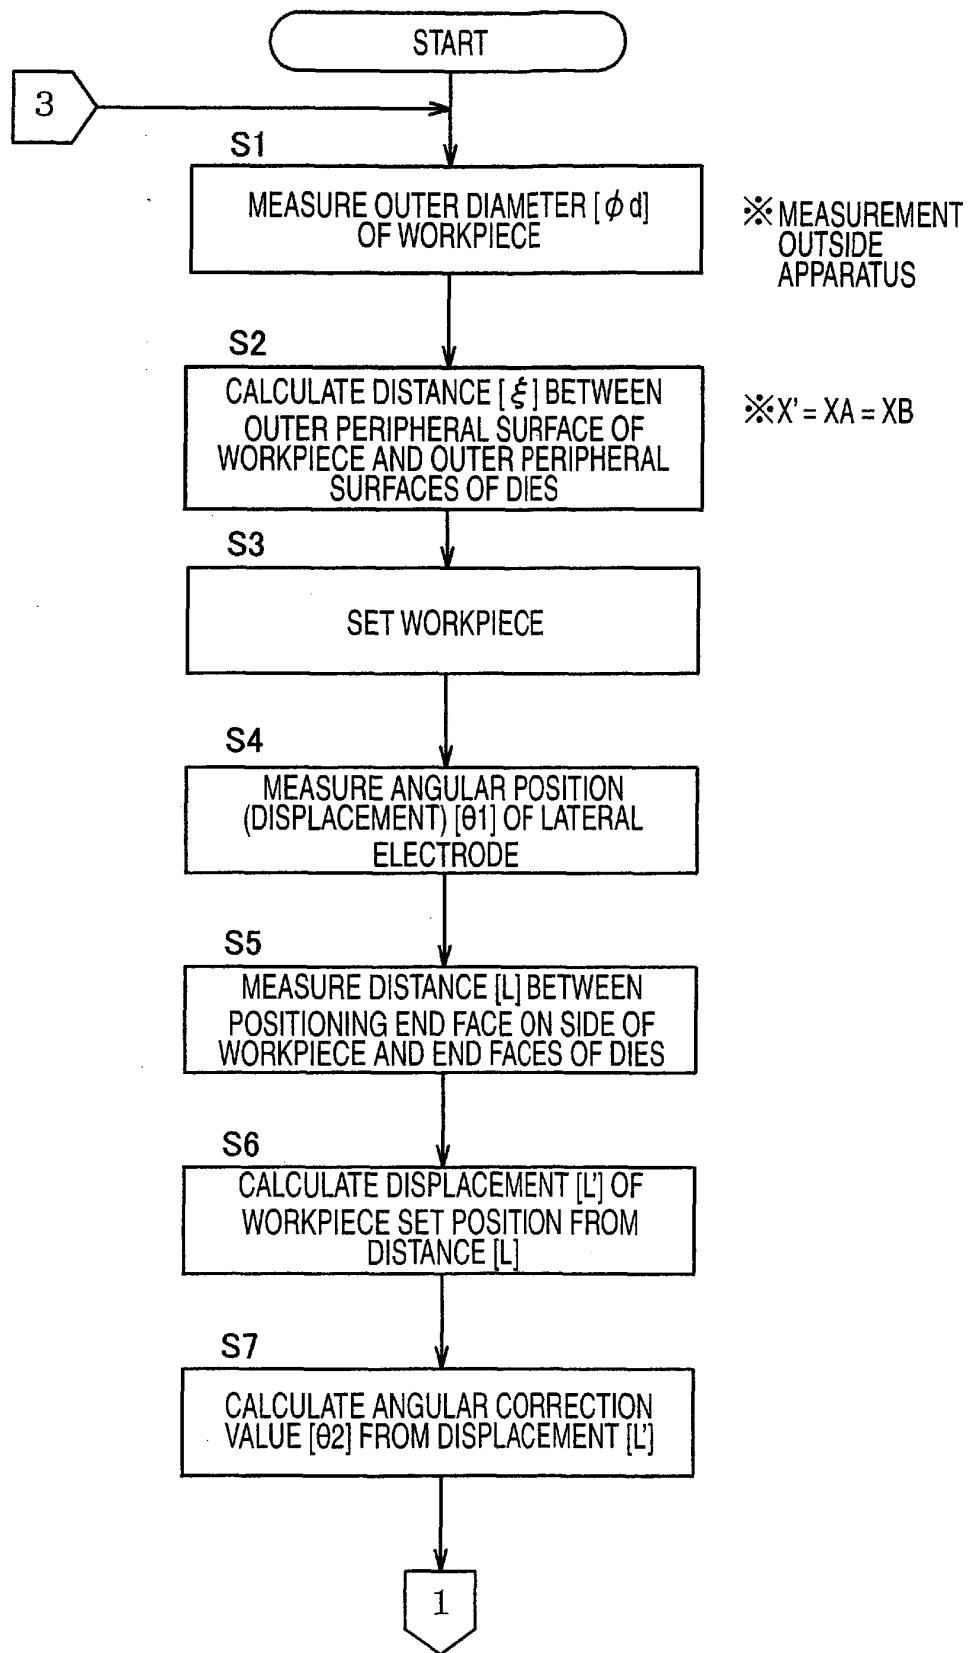 START
3
S1
MEASURE OUTER DIAMETER [ϕd]
OF WORKPIECE
※MEASUREMENT
OUTSIDE
APPARATUS
S2
CALCULATE DISTANCE [ξ] BETWEEN
OUTER PERIPHERAL SURFACE OF
WORKPIECE AND OUTER PERIPHERAL
SURFACES OF DIES
※X' = XA = XB
S3
SET WORKPIECE
S4
MEASURE ANGULAR POSITION
(DISPLACEMENT) [θ1] OF LATERAL
ELECTRODE
S5
MEASURE DISTANCE [L] BETWEEN
POSITIONING END FACE ON SIDE OF
WORKPIECE AND END FACES OF DIES
S6
CALCULATE DISPLACEMENT [L'] OF
WORKPIECE SET POSITION FROM
DISTANCE [L]
S7
CALCULATE ANGULAR CORRECTION
VALUE [θ2] FROM DISPLACEMENT [L']
1